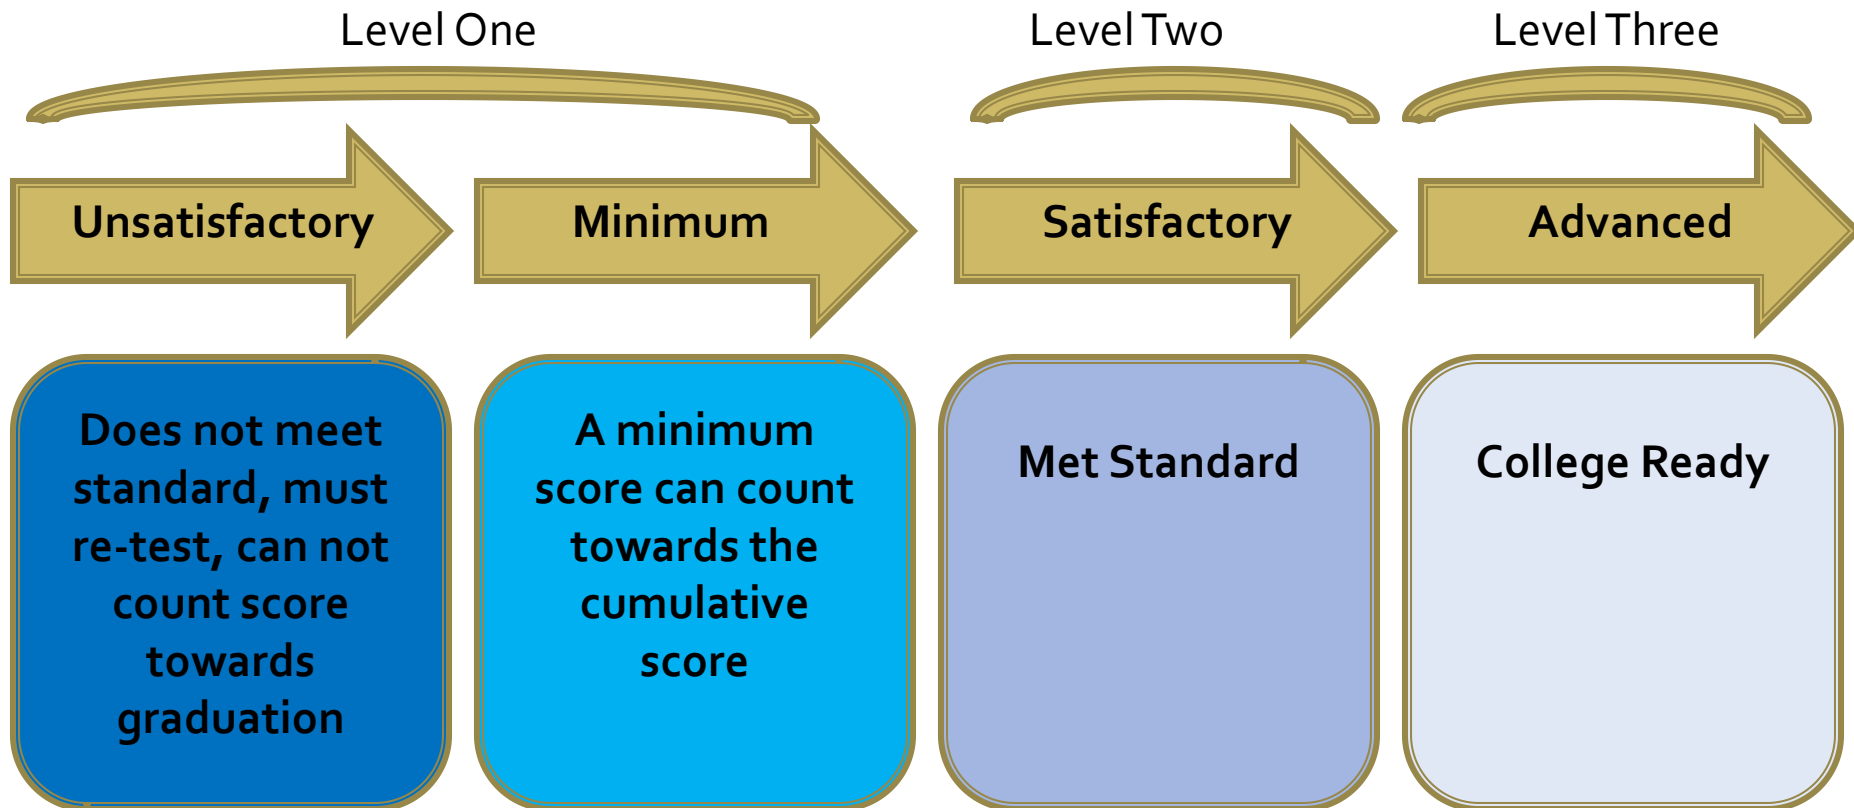 Level One
Level Two
Level Three
Unsatisfactory
Minimum
Satisfactory
Advanced
Does not meet
standard, must
re-test, can not
count score
towards
graduation
A minimum
score can count
towards the
cumulative
score
Met Standard
College Ready